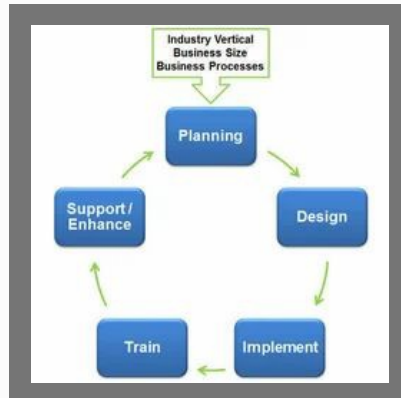 Industry Vertical
Business Size
Business Processes
Planning
Design
Implement
Train
Support /
Enhance